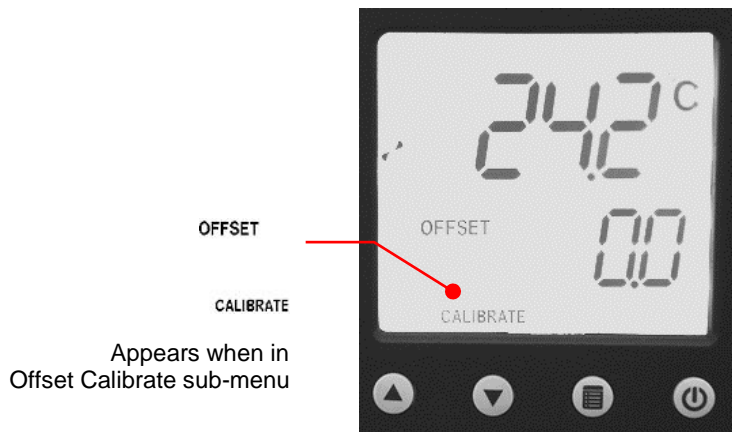 24.2 C
OFFSET
OFFSET
0.0
CALIBRATE
CALIBRATE
Appears when in
Offset Calibrate sub-menu